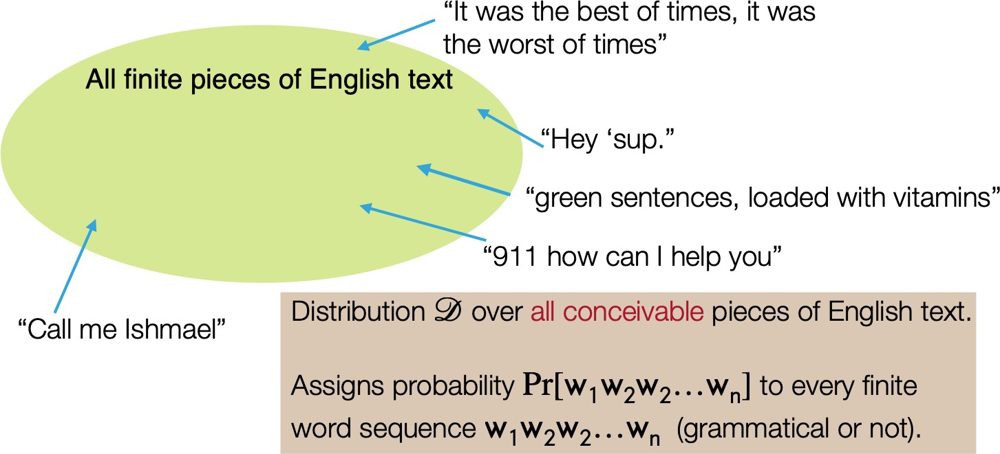 “It was the best of times, it was
the worst of times”
All finite pieces of English text
“Hey ‘sup.”
“green sentences, loaded with vitamins”
“911 how can I help you”
“Call me Ishmael”
Distribution 𝒟 over all conceivable pieces of English text.
Assigns probability Pr[w₁w₂w₂…wₙ] to every finite
word sequence w₁w₂w₂…wₙ (grammatical or not).